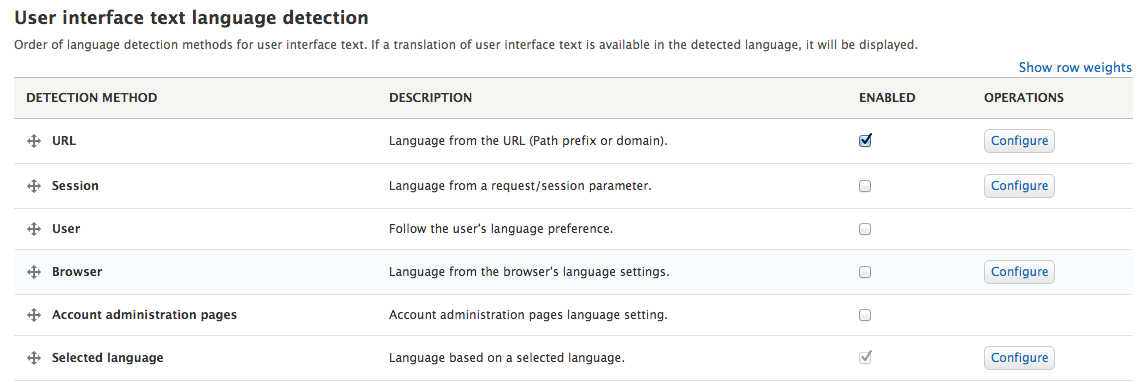 User interface text language detection
Order of language detection methods for user interface text. If a translation of user interface text is available in the detected language, it will be displayed.
Show row weights
DETECTION METHOD DESCRIPTION ENABLED OPERATIONS
URL Language from the URL (Path prefix or domain). Configure
Session Language from a request/session parameter. Configure
User Follow the user's language preference.
Browser Language from the browser's language settings. Configure
Account administration pages Account administration pages language setting.
Selected language Language based on a selected language. Configure